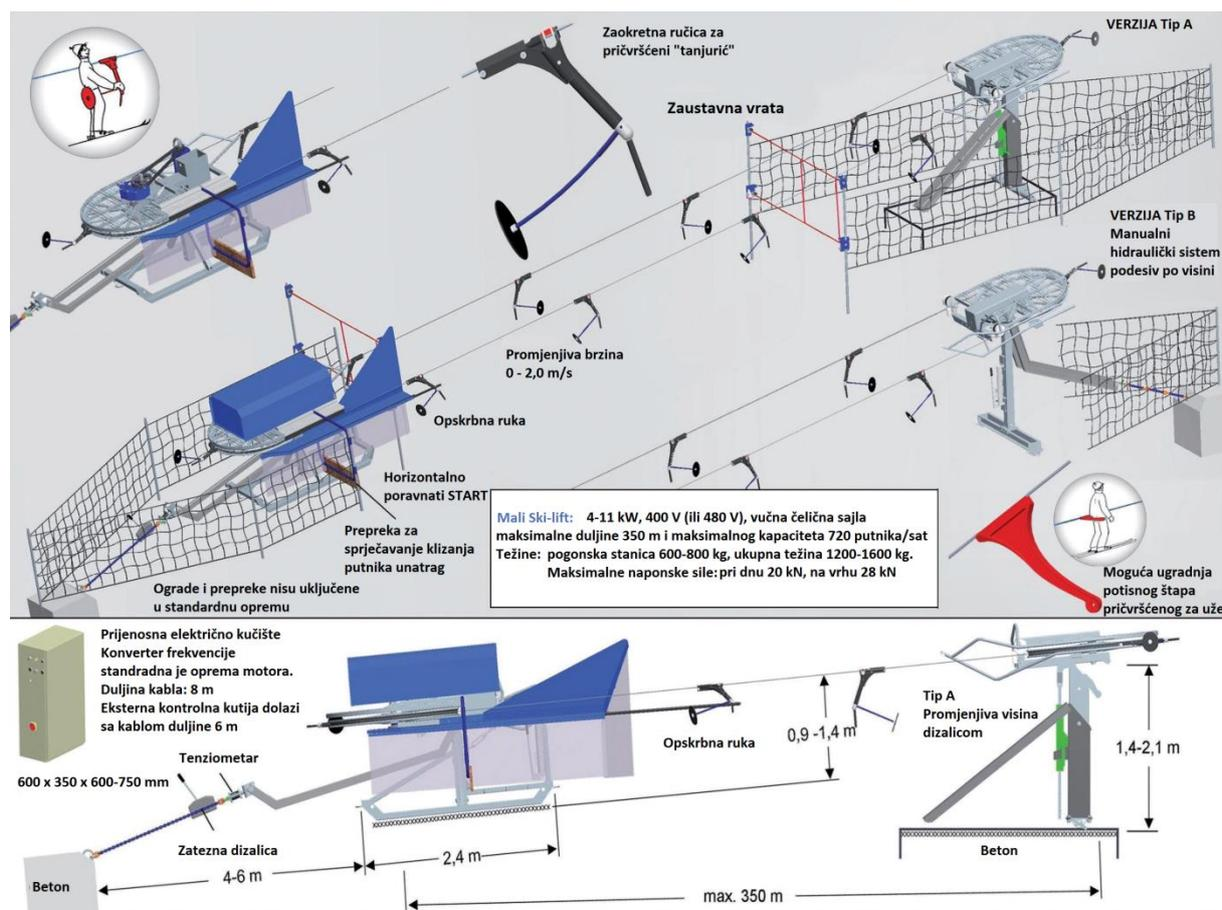 Zaokretna ručica za
pričvršćeni "tanjurić"
VERZIJA Tip A
Zaustavna vrata
VERZIJA Tip B
Manualni
hidraulički sistem
podesiv po visini
Promjenjiva brzina
0 - 2,0 m/s
Opskrbna ruka
Horizontalno
poravnati START
Prepreka za
sprječavanje klizanja
putnika unatrag
Ograde i prepreke nisu uključene
u standardnu opremu
Mali Ski-lift: 4-11 kW, 400 V (ili 480 V), vučna čelična sajla
maksimalne duljine 350 m i maksimalnog kapaciteta 720 putnika/sat
Težine: pogonska stanica 600-800 kg, ukupna težina 1200-1600 kg.
Maksimalne naponske sile: pri dnu 20 kN, na vrhu 28 kN
Moguća ugradnja
potisnog štapa
pričvršćenog za uže
Prijenosna električno kučište
Konverter frekvencije
standradna je oprema motora.
Duljina kabla: 8 m
Eksterna kontrolna kutija dolazi
sa kablom duljine 6 m
600 x 350 x 600-750 mm
Tenziometar
Zatezna dizalica
Beton
4-6 m
2,4 m
Opskrbna ruka
0,9 -1,4 m
Tip A
Promjenjiva visina
dizalicom
1,4-2,1 m
Beton
max. 350 m